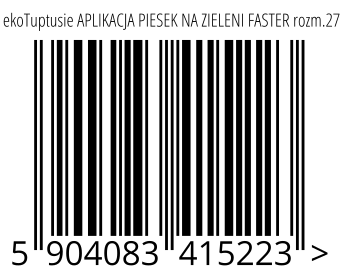 ekoTuptusie APLIKACJA PIESEK NA ZIELENI FASTER rozm.27
5 904083 415223 >